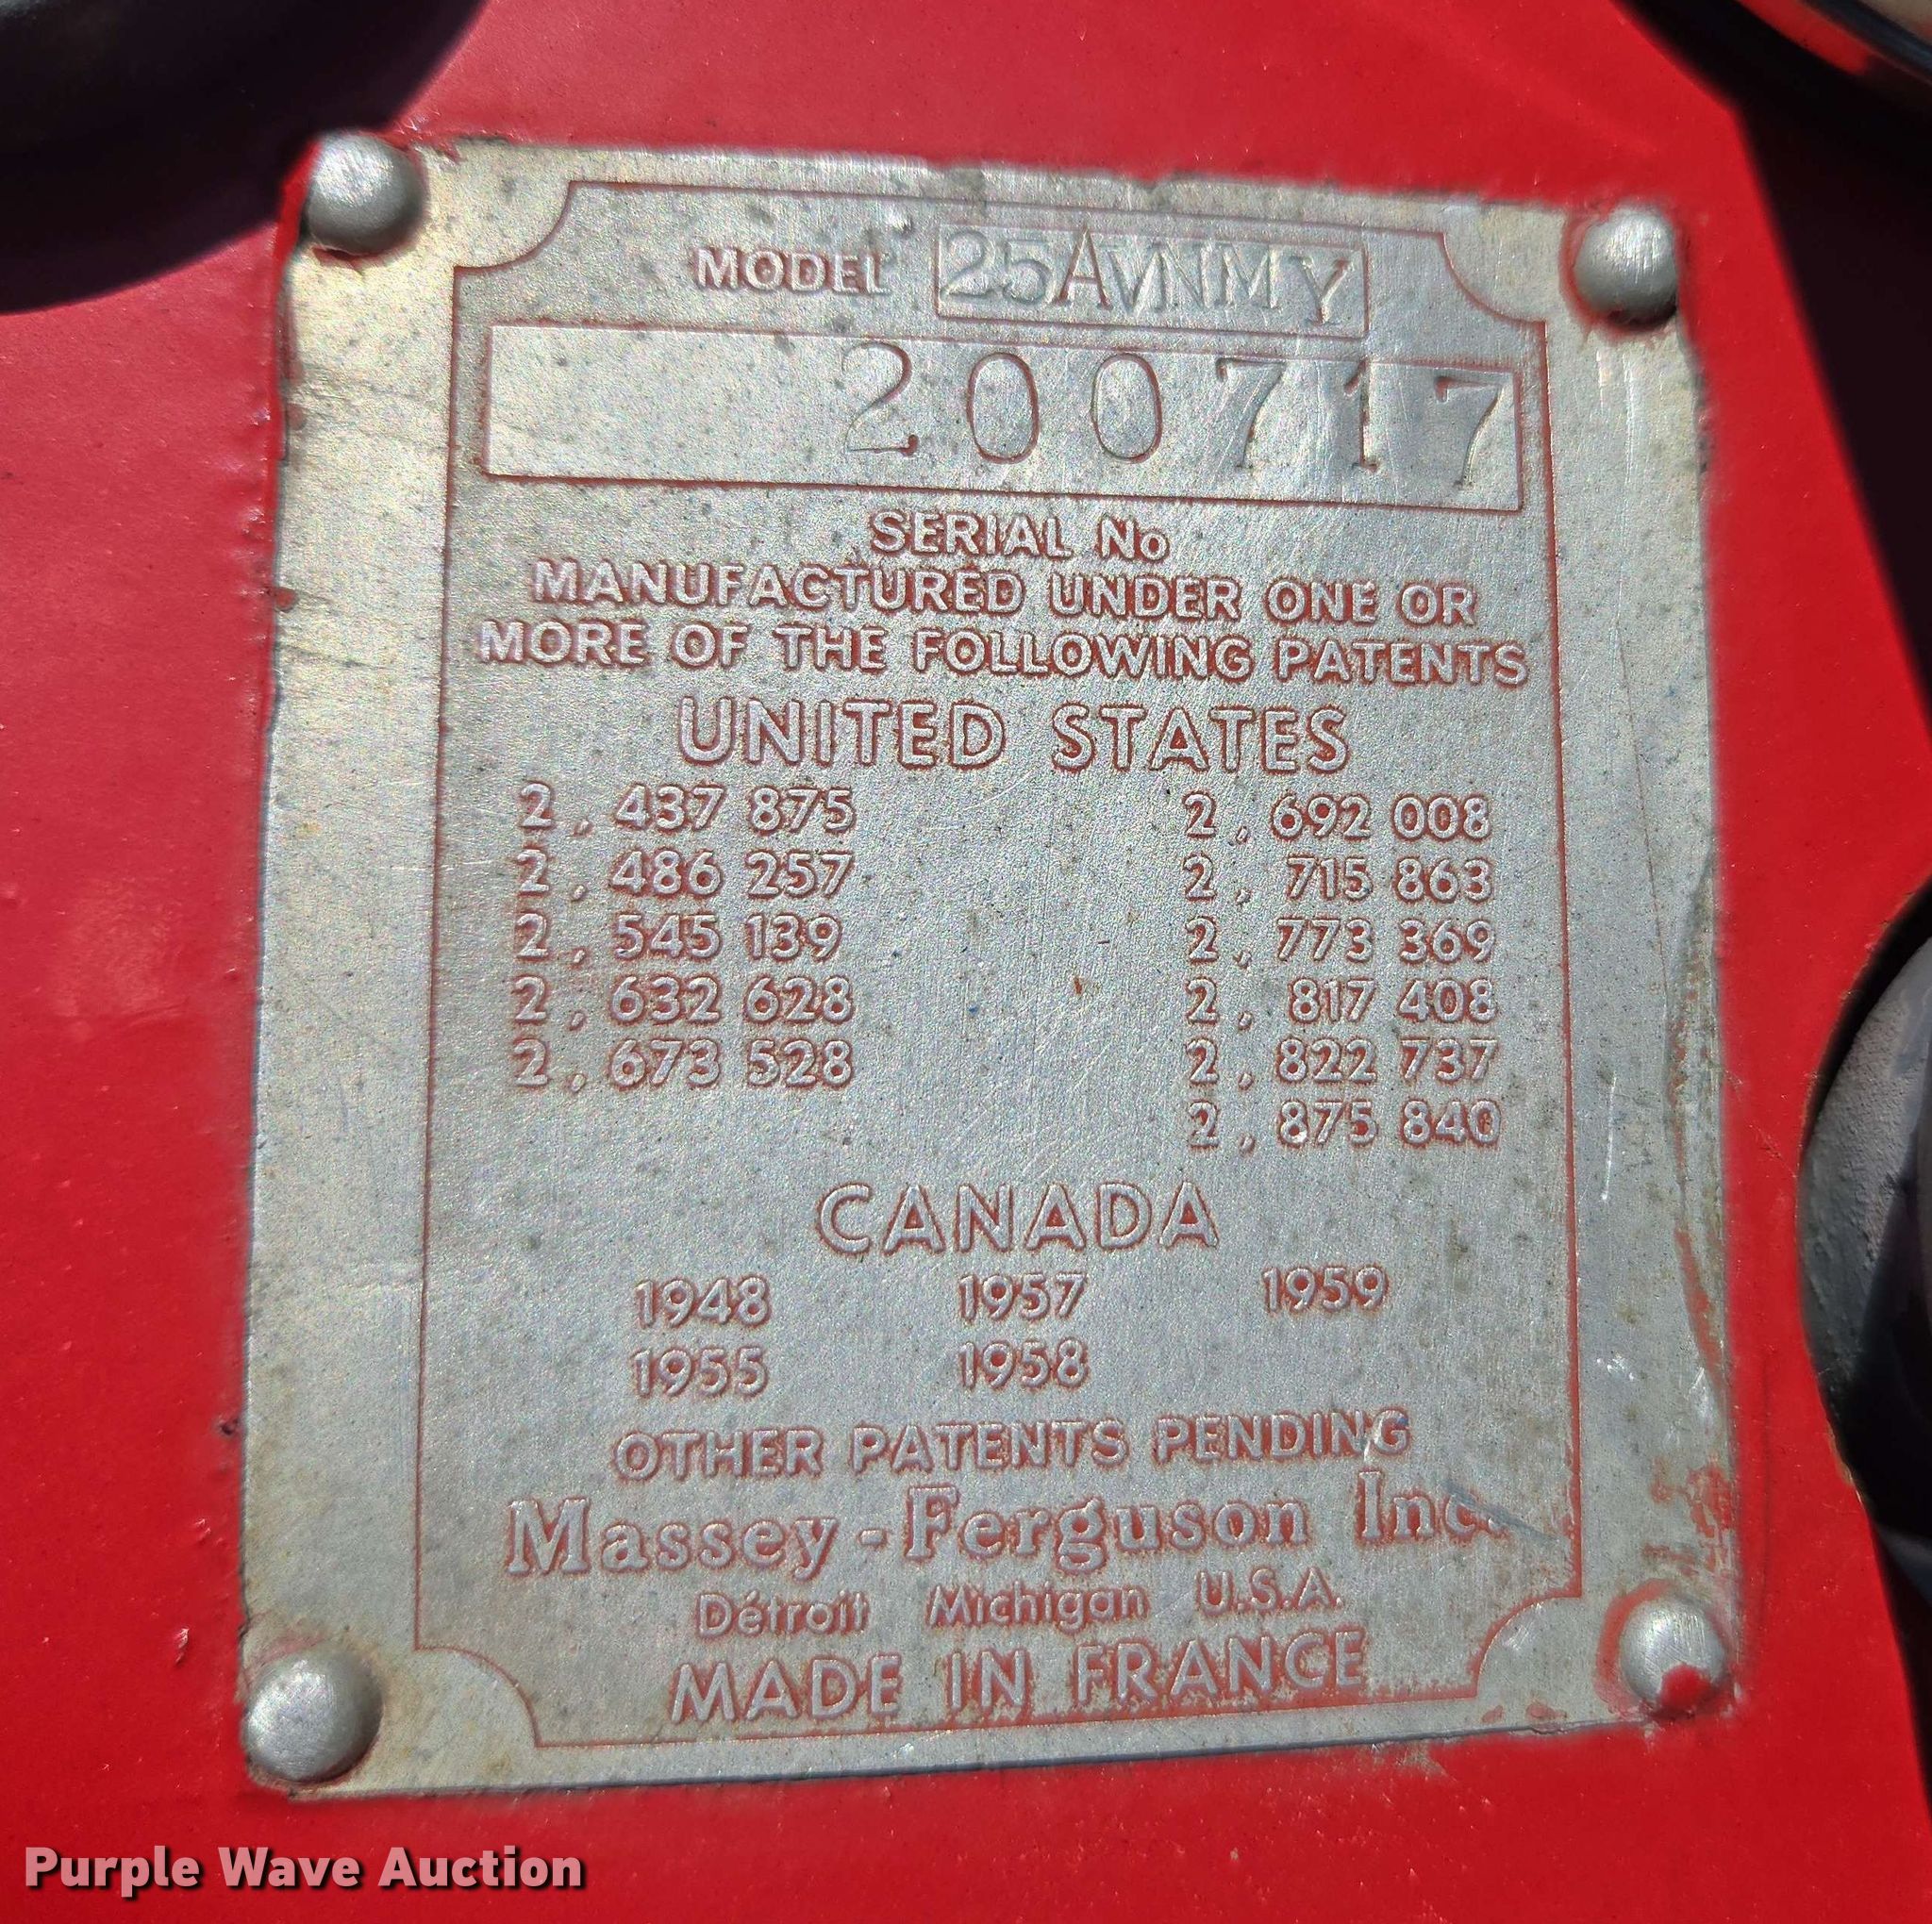 MODEL 25AVNMY
200717
SERIAL No
MANUFACTURED UNDER ONE OR
MORE OF THE FOLLOWING PATENTS
UNITED STATES
2, 437 875 2, 692 008
2, 486 257 2, 715 863
2, 545 139 2, 773 369
2, 632 628 2, 817 408
2, 673 528 2, 822 737
2, 875 840
CANADA
1948 1957 1959
1955 1958
OTHER PATENTS PENDING
Massey-Ferguson Inc.
Détroit Michigan U.S.A.
MADE IN FRANCE
Purple Wave Auction